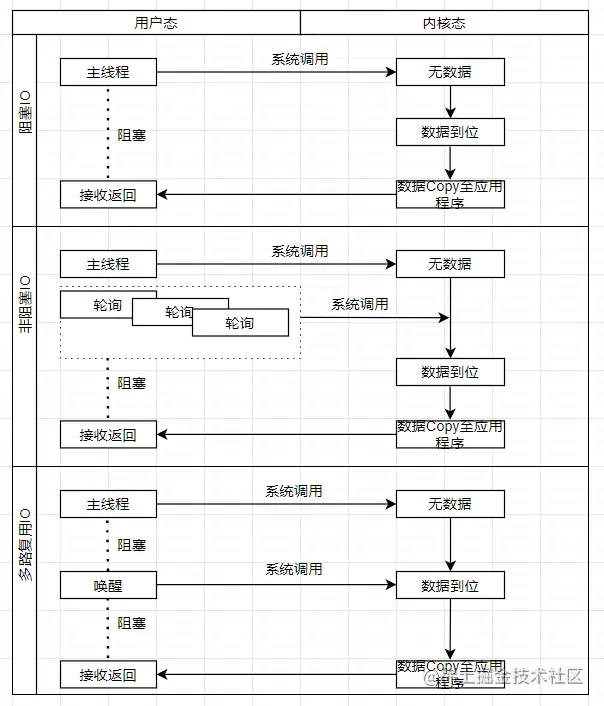 用户态
内核态
阻塞IO
主线程
系统调用
无数据
阻塞
数据到位
接收返回
数据Copy至应用
程序
非阻塞IO
主线程
系统调用
无数据
轮询
轮询
轮询
系统调用
阻塞
数据到位
接收返回
数据Copy至应用
程序
多路复用IO
主线程
系统调用
无数据
阻塞
唤醒
系统调用
数据到位
阻塞
接收返回
数据Copy至应用
程序
@稀土掘金技术社区